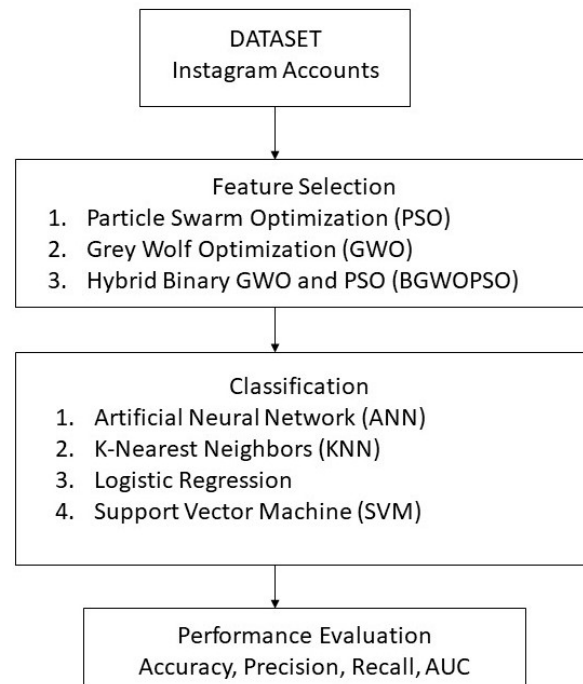 DATASET
Instagram Accounts
Feature Selection
1. Particle Swarm Optimization (PSO)
2. Grey Wolf Optimization (GWO)
3. Hybrid Binary GWO and PSO (BGWOPSO)
Classification
1. Artificial Neural Network (ANN)
2. K-Nearest Neighbors (KNN)
3. Logistic Regression
4. Support Vector Machine (SVM)
Performance Evaluation
Accuracy, Precision, Recall, AUC